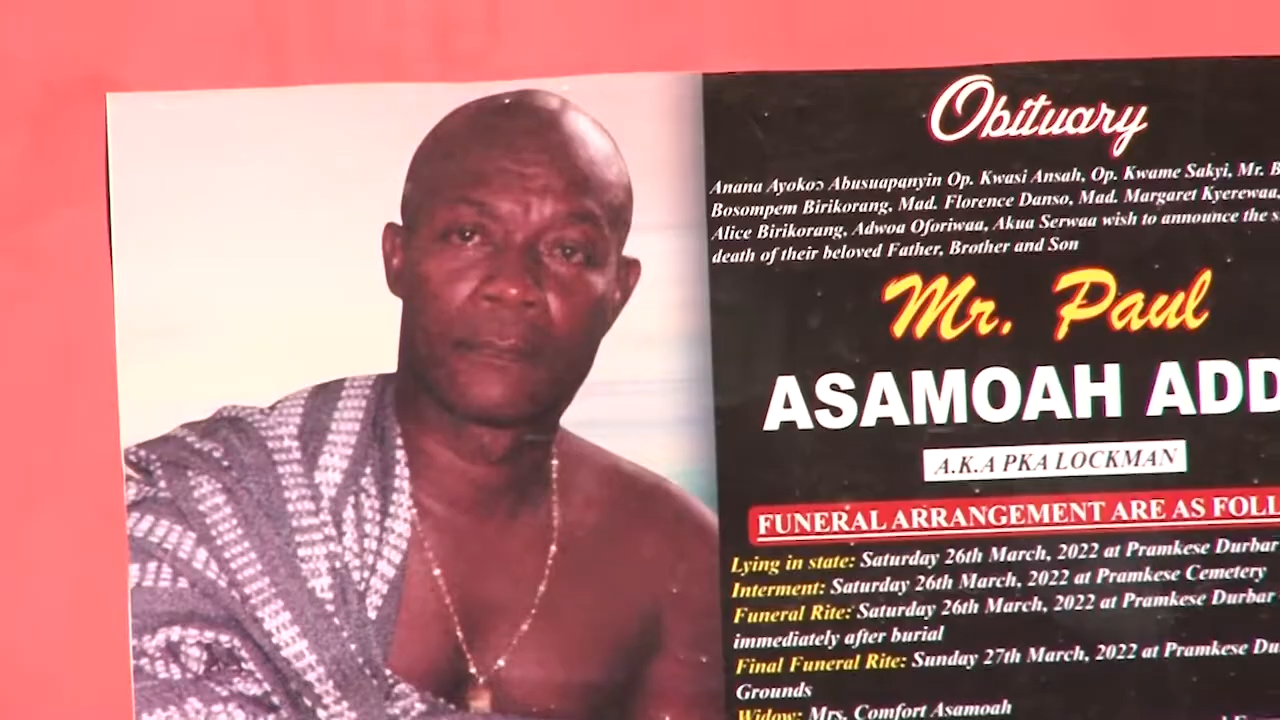 Obituary
Anana Ayokoɔ Abusuapanyin Op. Kwasi Ansah, Op. Kwame Sakyi, Mr.
Bosompem Birikorang, Mad. Florence Danso, Mad. Margaret Kyerewaa
Alice Birikorang, Adwoa Oforiwaa, Akua Serwaa wish to announce the
death of their beloved Father, Brother and Son
Mr. Paul
ASAMOAH ADD
A.K.A PKA LOCKMAN
FUNERAL ARRANGEMENT ARE AS FOLL
Lying in state: Saturday 26th March, 2022 at Pramkese Durbar
Interment: Saturday 26th March, 2022 at Pramkese Cemetery
Funeral Rite: Saturday 26th March, 2022 at Pramkese Durbar
immediately after burial
Final Funeral Rite: Sunday 27th March, 2022 at Pramkese Du
Grounds
Widow: Mrs. Comfort Asamoah